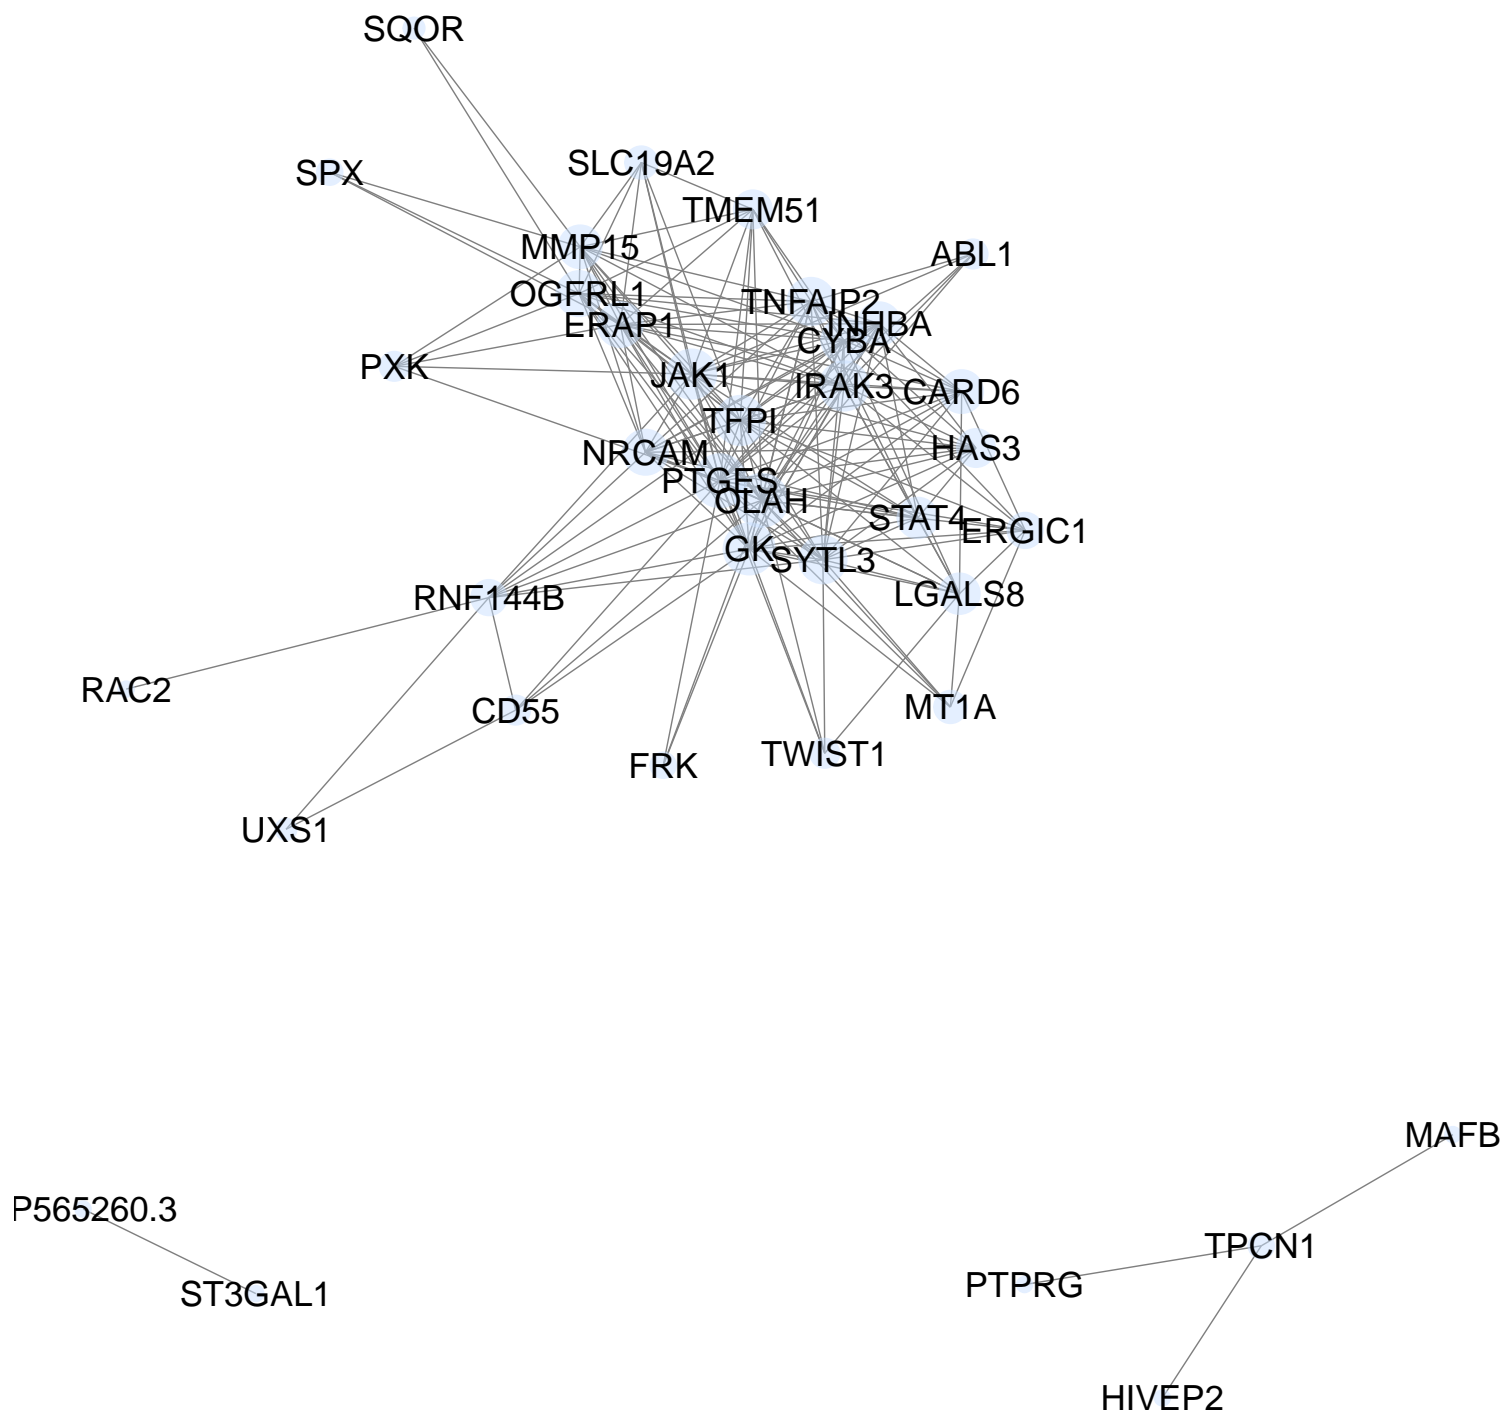 SQOR
SLC19A2
SPX
TMEM51
MMP15
ABL1
OGFRL1
TNFAIP2
ERAP1
INHBA
CYBA
PXK
JAK1
IRAK3
CARD6
TFPI
NRCAM
HAS3
PTGES
OLAH
STAT4
ERGIC1
GK
SYTL3
RNF144B
LGALS8
RAC2
CD55
MT1A
FRK
TWIST1
UXS1
MAFB
P565260.3
TPCN1
PTPRG
ST3GAL1
HIVEP2